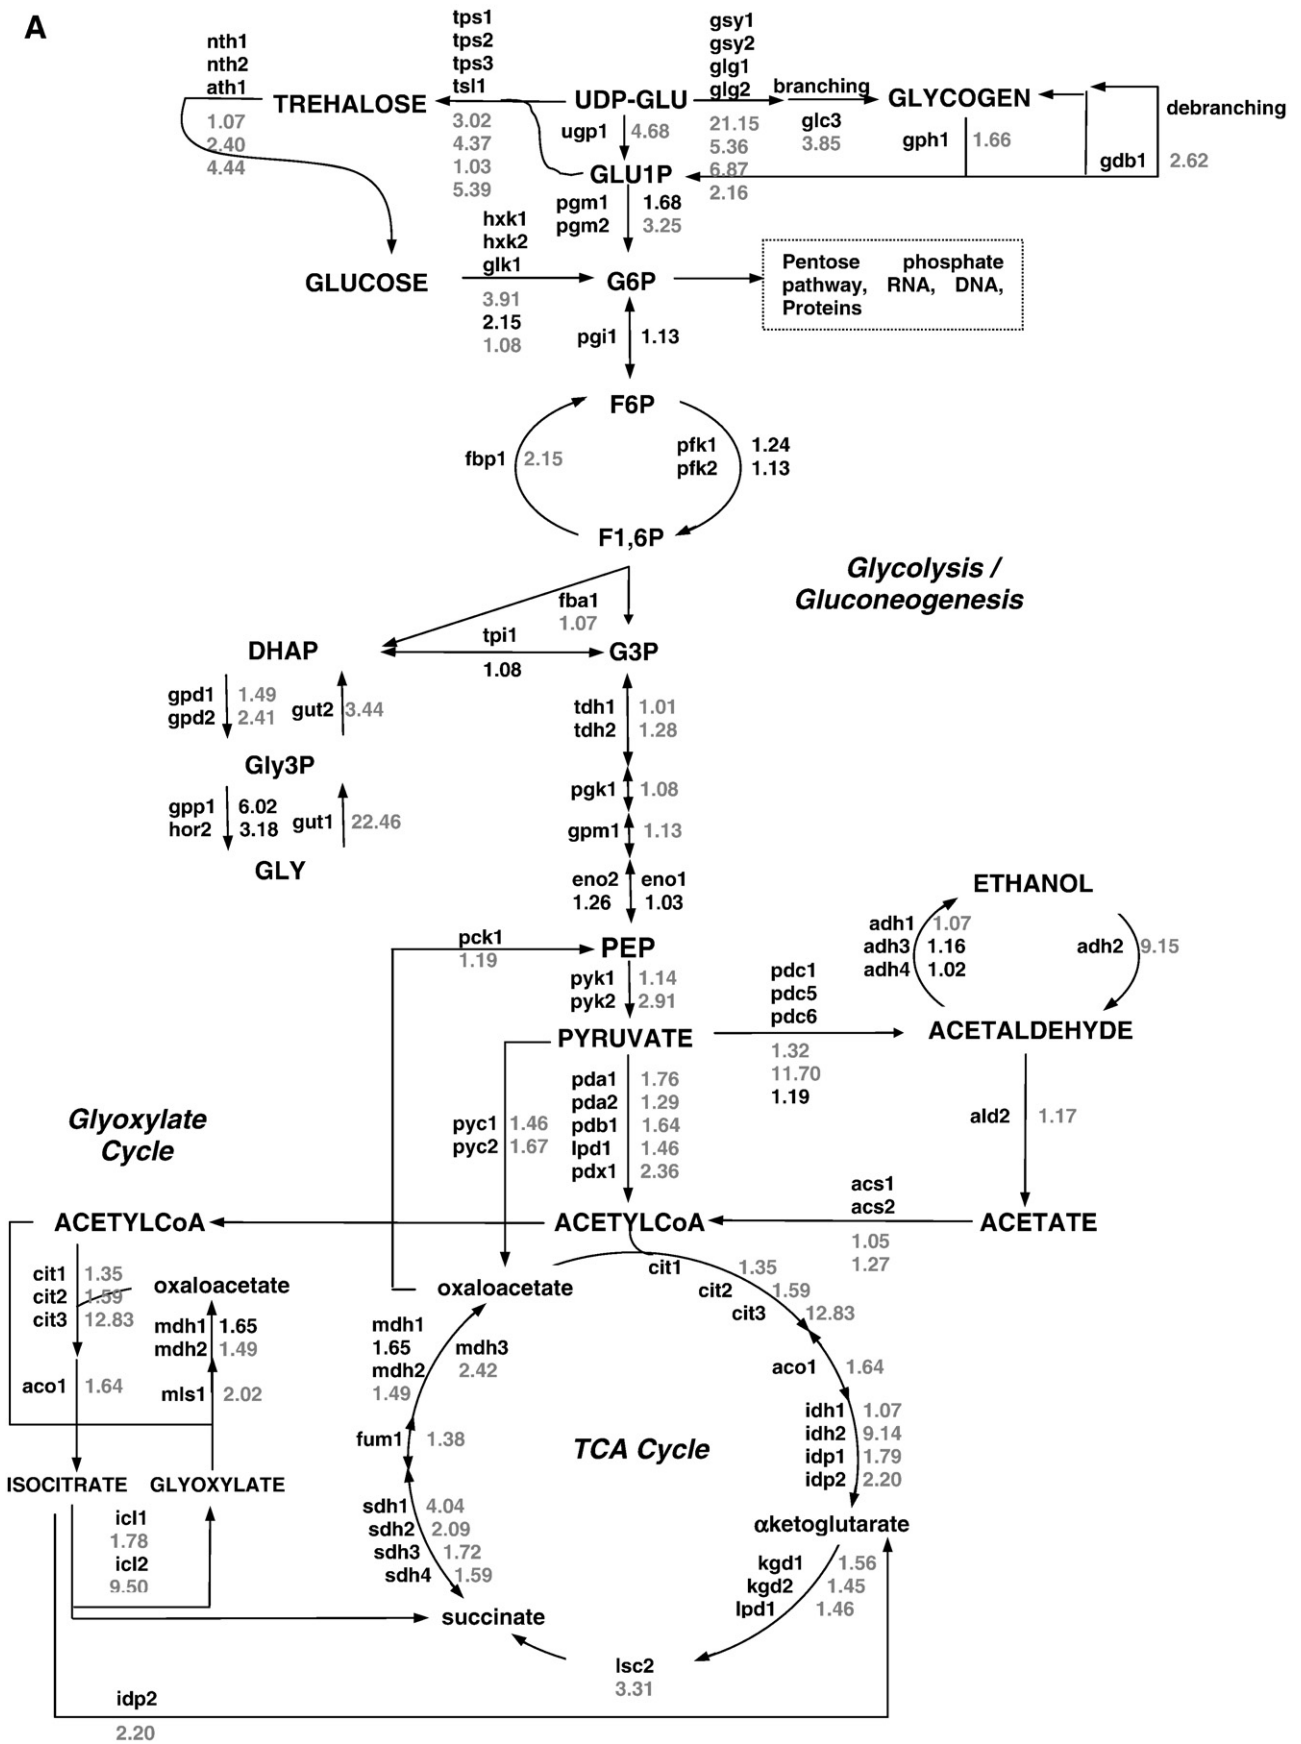 A
nth1
nth2
ath1
TREHALOSE
1.07
2.40
4.44
tps1
tps2
tps3
tsl1
3.02
4.37
1.03
5.39
UDP-GLU
ugp1 4.68
gsy1
gsy2
glg1
glg2
21.15
5.36
6.87
2.16
branching
glc3
3.85
GLYCOGEN
gph1 1.66
debranching
gdb1 2.62
GLU1P
pgm1 1.68
pgm2 3.25
GLUCOSE
hxk1
hxk2
glk1
3.91
2.15
1.08
G6P
Pentose phosphate
pathway, RNA, DNA,
Proteins
pgi1 1.13
F6P
fbp1 2.15
pfk1 1.24
pfk2 1.13
F1,6P
Glycolysis /
Gluconeogenesis
fba1
1.07
DHAP
tpi1
1.08
G3P
gpd1 1.49
gpd2 2.41
gut2 3.44
tdh1 1.01
tdh2 1.28
Gly3P
pgk1 1.08
gpp1 6.02
hor2 3.18
gut1 22.46
gpm1 1.13
GLY
eno2 eno1
1.26 1.03
ETHANOL
adh1 1.07
adh3 1.16
adh4 1.02
adh2 9.15
pck1
1.19
PEP
pyk1 1.14
pyk2 2.91
pdc1
pdc5
pdc6
1.32
11.70
1.19
PYRUVATE
ACETALDEHYDE
pda1 1.76
pda2 1.29
pdb1 1.64
lpd1 1.46
pdx1 2.36
pyc1 1.46
pyc2 1.67
ald2 1.17
Glyoxylate
Cycle
ACETYLCoA
ACETYLCoA
acs1
acs2
1.05
1.27
ACETATE
cit1 1.35
cit2 1.59
cit3 12.83
oxaloacetate
mdh1 1.65
mdh2 1.49
aco1 1.64
mls1 2.02
ISOCITRATE
GLYOXYLATE
icl1
1.78
icl2
9.50
oxaloacetate
cit1 1.35
cit2 1.59
cit3 12.83
mdh1
1.65
mdh2
1.49
mdh3
2.42
aco1 1.64
idh1 1.07
idh2 9.14
idp1 1.79
idp2 2.20
fum1 1.38
TCA Cycle
sdh1 4.04
sdh2 2.09
sdh3 1.72
sdh4 1.59
αketoglutarate
kgd1 1.56
kgd2 1.45
lpd1 1.46
succinate
lsc2
3.31
idp2
2.20